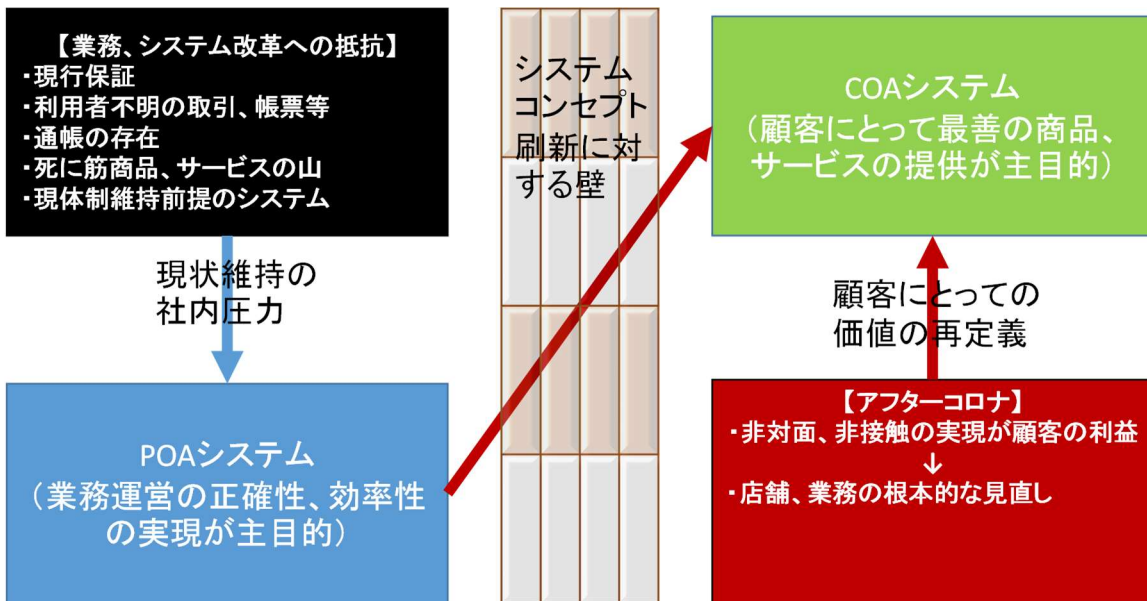 【業務、システム改革への抵抗】
・現行保証
・利用者不明の取引、帳票等
・通帳の存在
・死に筋商品、サービスの山
・現体制維持前提のシステム
現状維持の
社内圧力
POAシステム
（業務運営の正確性、効率性
の実現が主目的）
システム
コンセプト
刷新に対
する壁
COAシステム
（顧客にとって最善の商品、
サービスの提供が主目的）
顧客にとっての
価値の再定義
【アフターコロナ】
・非対面、非接触の実現が顧客の利益
↓
・店舗、業務の根本的な見直し